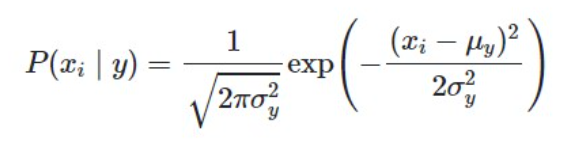 P(x_i | y) = \frac{1}{\sqrt{2\pi\sigma_y^2}} \exp\left(-\frac{(x_i - \mu_y)^2}{2\sigma_y^2}\right)